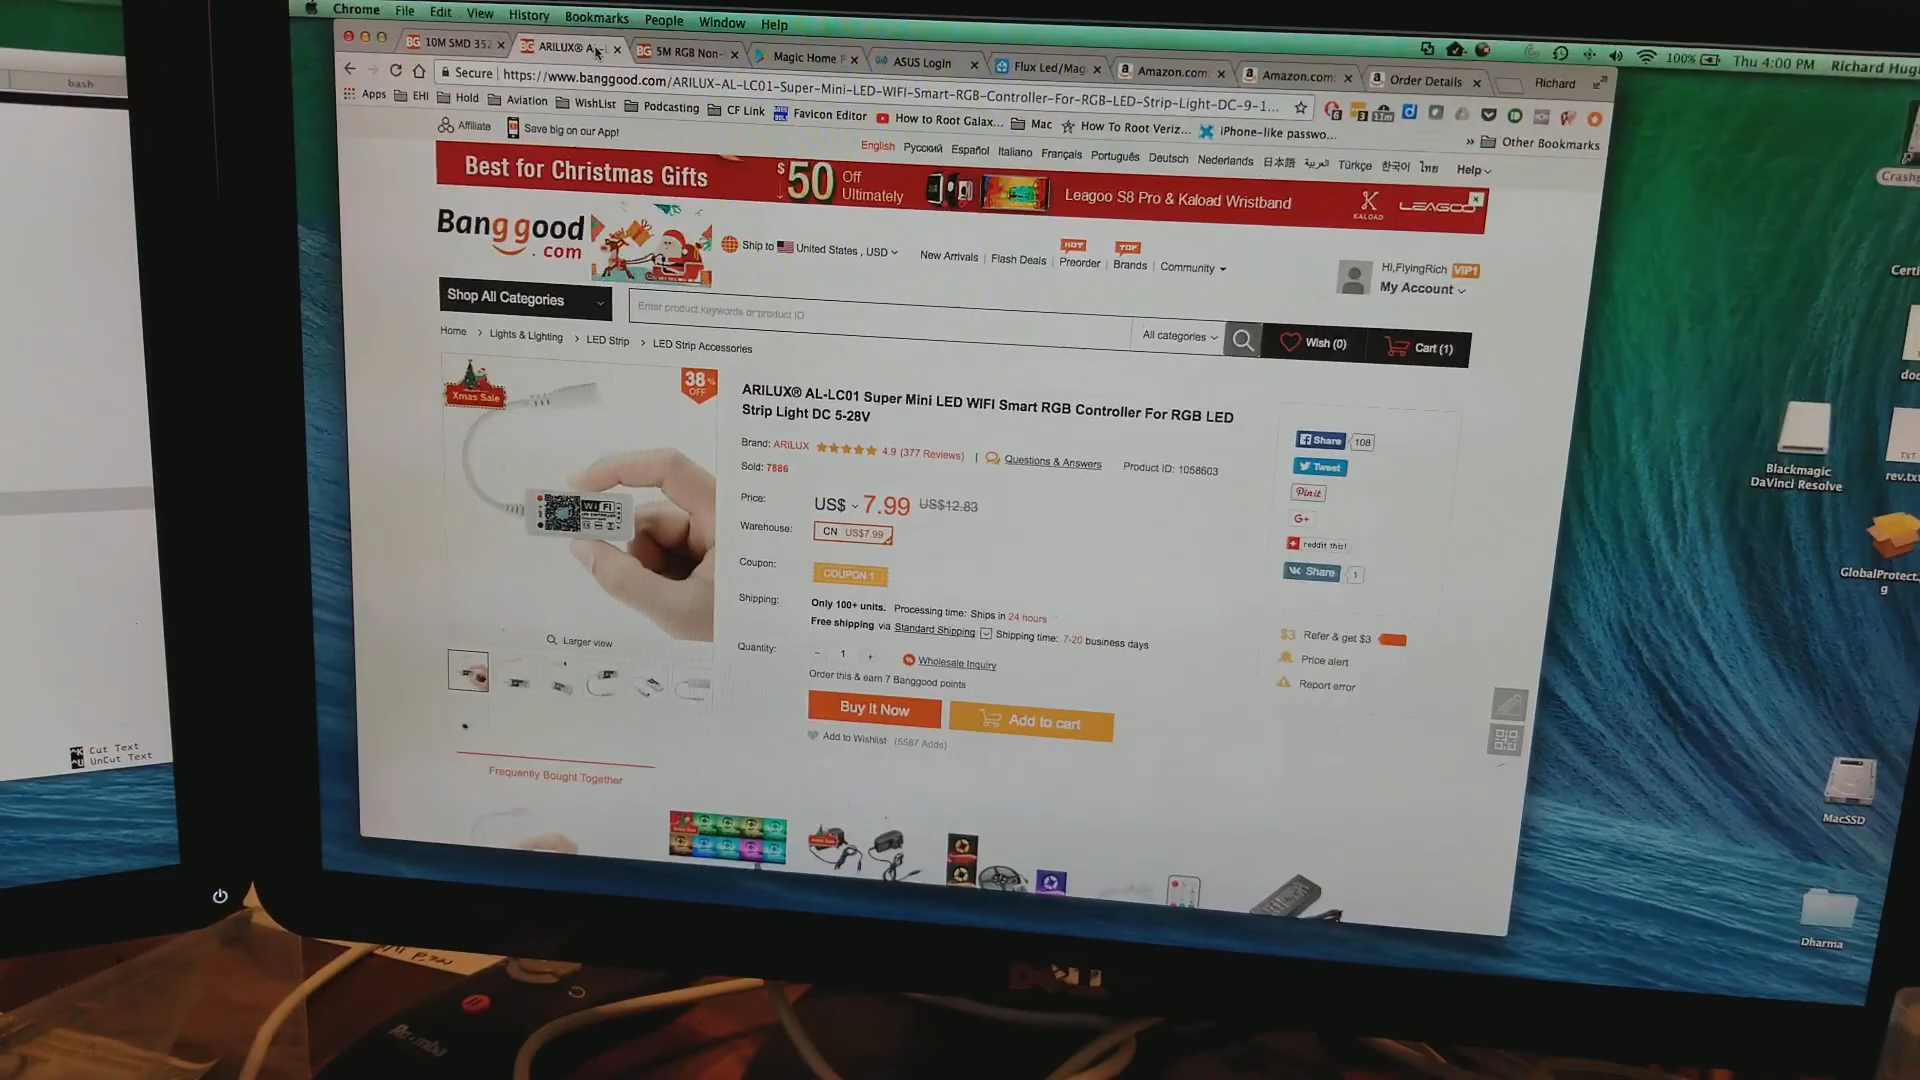 Chrome File Edit View History Bookmarks People Window Help
100% Thu 4:00 PM
bash
10M SMD 352
ARILUX® A
5M RGB Non-
Magic Home P
ASUS Login
Flux Led/Mag
Amazon.com:
Amazon.com:
Order Details
Richard
Secure https://www.banggood.com/ARILUX-AL-LC01-Super-Mini-LED-WIFI-Smart-RGB-Controller-For-RGB-LED-Strip-Light-DC-9-1...
Apps EHI Hold Aviation WishList Podcasting CF Link Favicon Editor How to Root Galax... Mac How To Root Veriz... iPhone-like passwo... » Other Bookmarks
Affiliate Save big on our App!
English Русский Español Italiano Français Português Deutsch Nederlands 日本語 العربية Türkçe 한국어 ไทย Help
Best for Christmas Gifts
$50 Off Ultimately
Leagoo S8 Pro & Kaload Wristband
KALOAD
LEAGOO
Banggood.com
Ship to United States , USD
New Arrivals | Flash Deals | Preorder | Brands | Community
HOT
TOP
Hi,FlyingRich VIP1
My Account
Shop All Categories
Enter product keywords or product ID
All categories
Wish (0)
Cart (1)
Home > Lights & Lighting > LED Strip > LED Strip Accessories
Xmas Sale
38% OFF
WiFi
ARILUX® AL-LC01 Super Mini LED WIFI Smart RGB Controller For RGB LED
Strip Light DC 5-28V
Brand: ARILUX 4.9 (377 Reviews) | Questions & Answers Product ID: 1058603
Sold: 7886
Price: US$ 7.99 US$12.83
Warehouse: CN US$7.99
Coupon: COUPON 1
Shipping: Only 100+ units. Processing time: Ships in 24 hours
Free shipping via Standard Shipping Shipping time: 7-20 business days
Quantity: - 1 + Wholesale Inquiry
Order this & earn 7 Banggood points
Buy it Now
Add to cart
Add to Wishlist (5587 Adds)
Share 108
Tweet
Pin it
G+
reddit this!
Share 1
$3 Refer & get $3
Price alert
Report error
Larger view
Frequently Bought Together
^K Cut Text
^U UnCut Text
Blackmagic
DaVinci Resolve
rev.tx
GlobalProtect.
g
MacSSD
Dharma
DELL